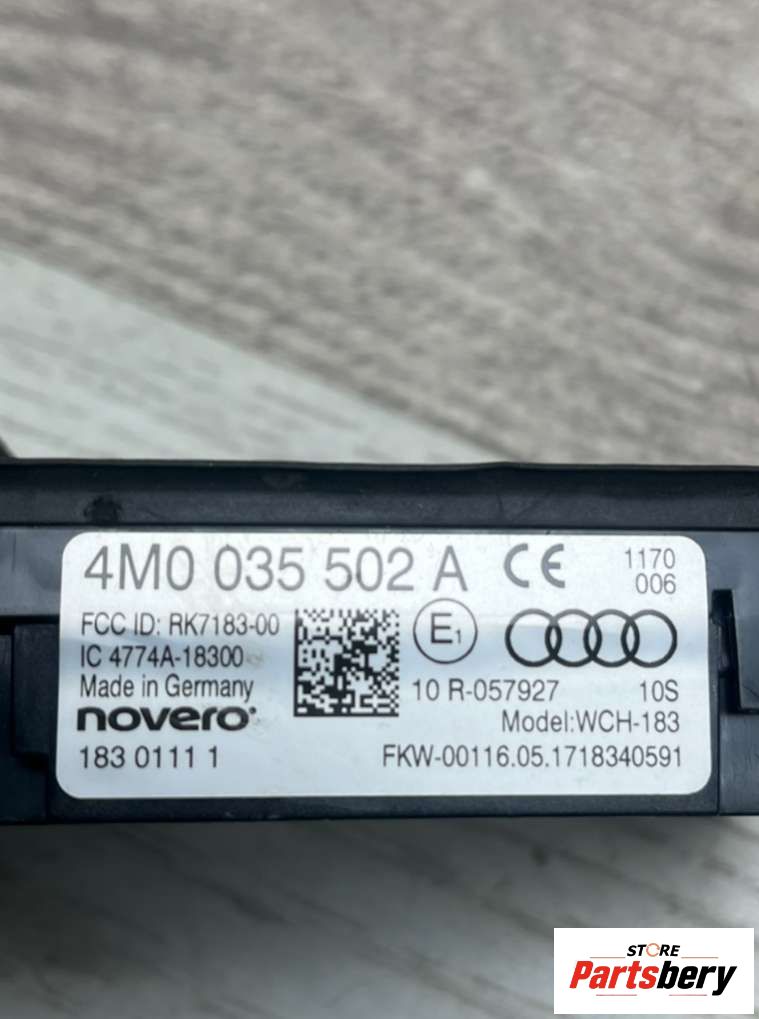 4M0 035 502 A CE 1170
006
FCC ID: RK7183-00
IC 4774A-18300
Made in Germany
E1
10 R-057927 10S
novero
Model:WCH-183
183 0111 1
FKW-00116.05.1718340591
STORE
Partsbery